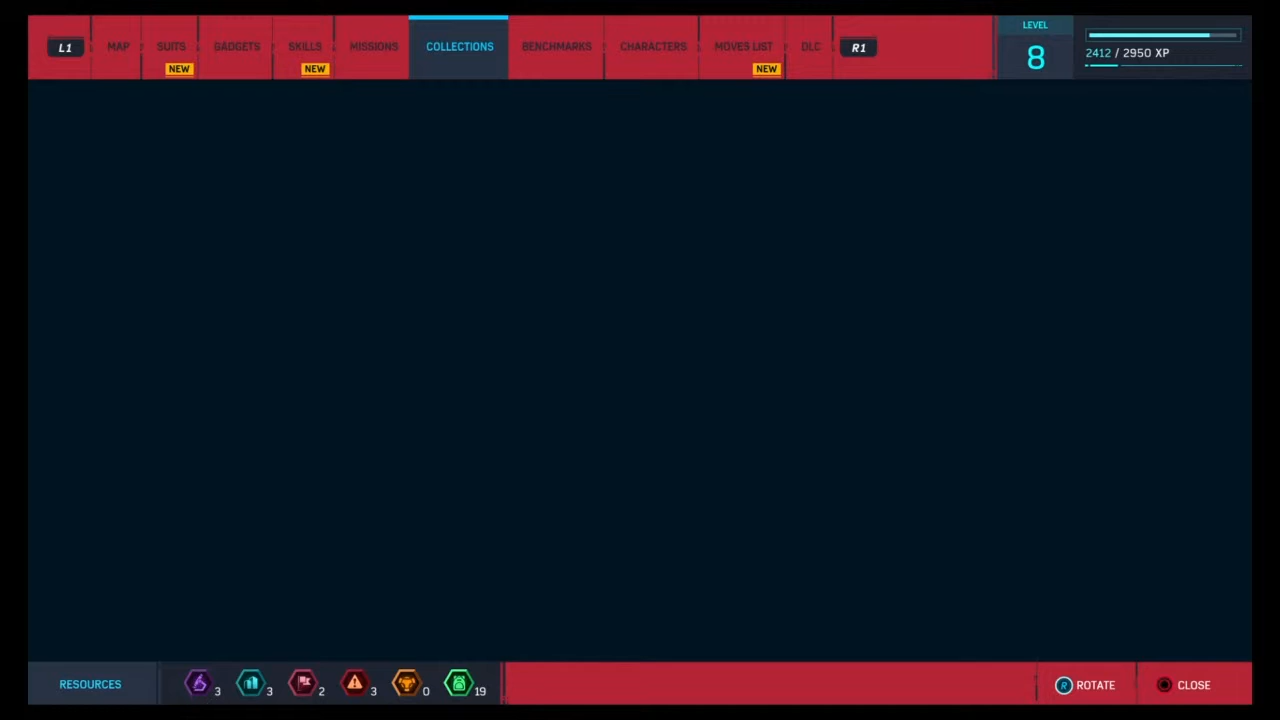 L1 MAP SUITS GADGETS SKILLS MISSIONS COLLECTIONS BENCHMARKS CHARACTERS MOVES LIST DLC R1
NEW NEW NEW
LEVEL
8
2412 / 2950 XP
RESOURCES 3 3 2 3 0 19 R ROTATE CLOSE